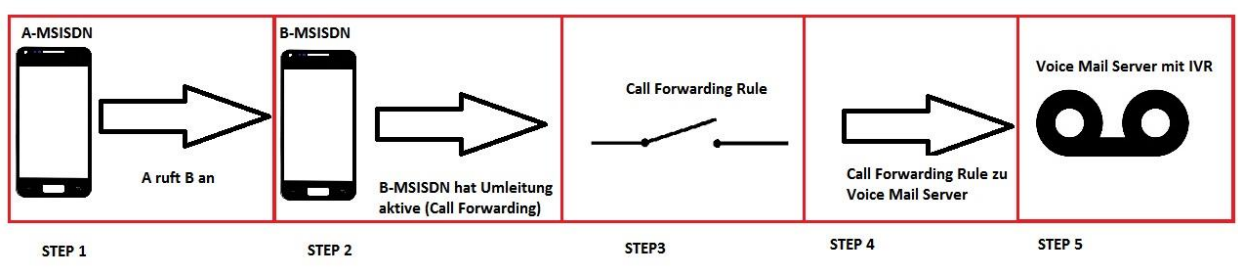 A-MSISDN
A ruft B an
B-MSISDN
B-MSISDN hat Umleitung
aktive (Call Forwarding)
Call Forwarding Rule
Call Forwarding Rule zu
Voice Mail Server
Voice Mail Server mit IVR
STEP 1
STEP 2
STEP3
STEP 4
STEP 5